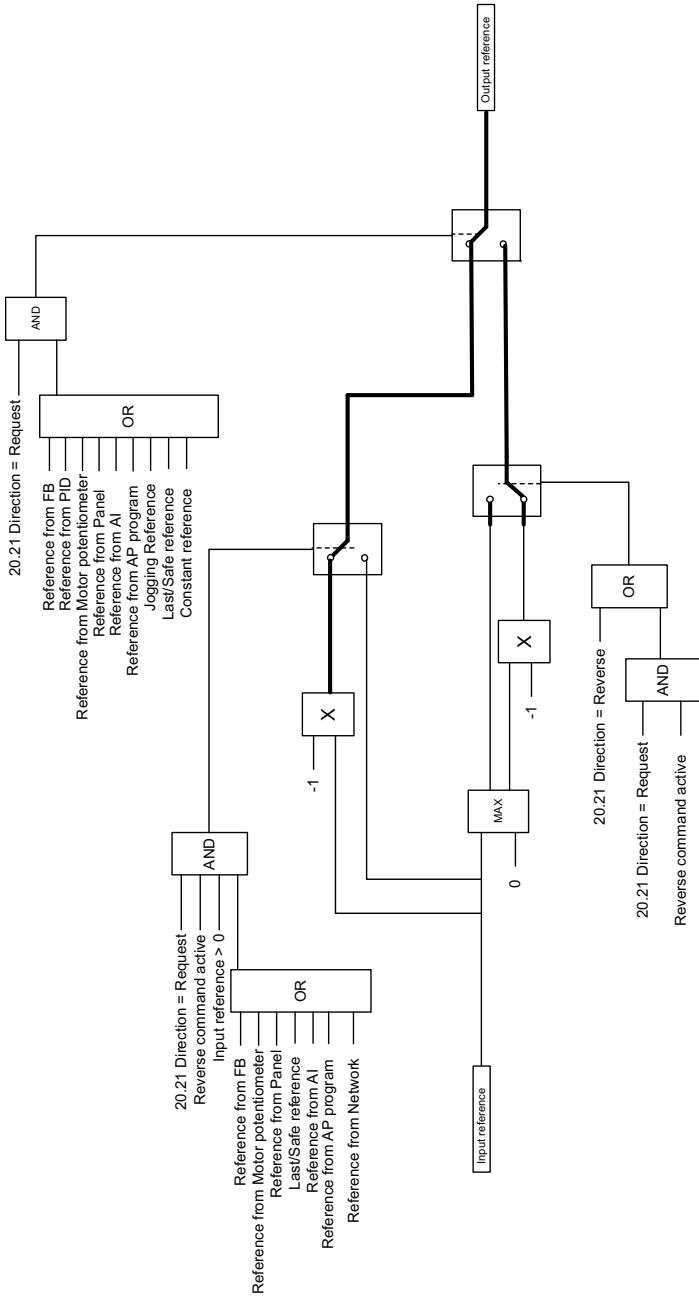 20.21 Direction = Request
AND
Reference from FB
Reference from PID
Reference from Motor potentiometer
Reference from Panel
Reference from AI
Reference from AP program
Jogging Reference
Last/Safe reference
Constant reference
OR
Output reference
20.21 Direction = Request
Reverse command active
Input reference > 0
AND
Reference from FB
Reference from Motor potentiometer
Reference from Panel
Last/Safe reference
Reference from AI
Reference from AP program
Reference from Network
OR
-1
X
Input reference
0
MAX
-1
X
20.21 Direction = Reverse
OR
20.21 Direction = Request
Reverse command active
AND